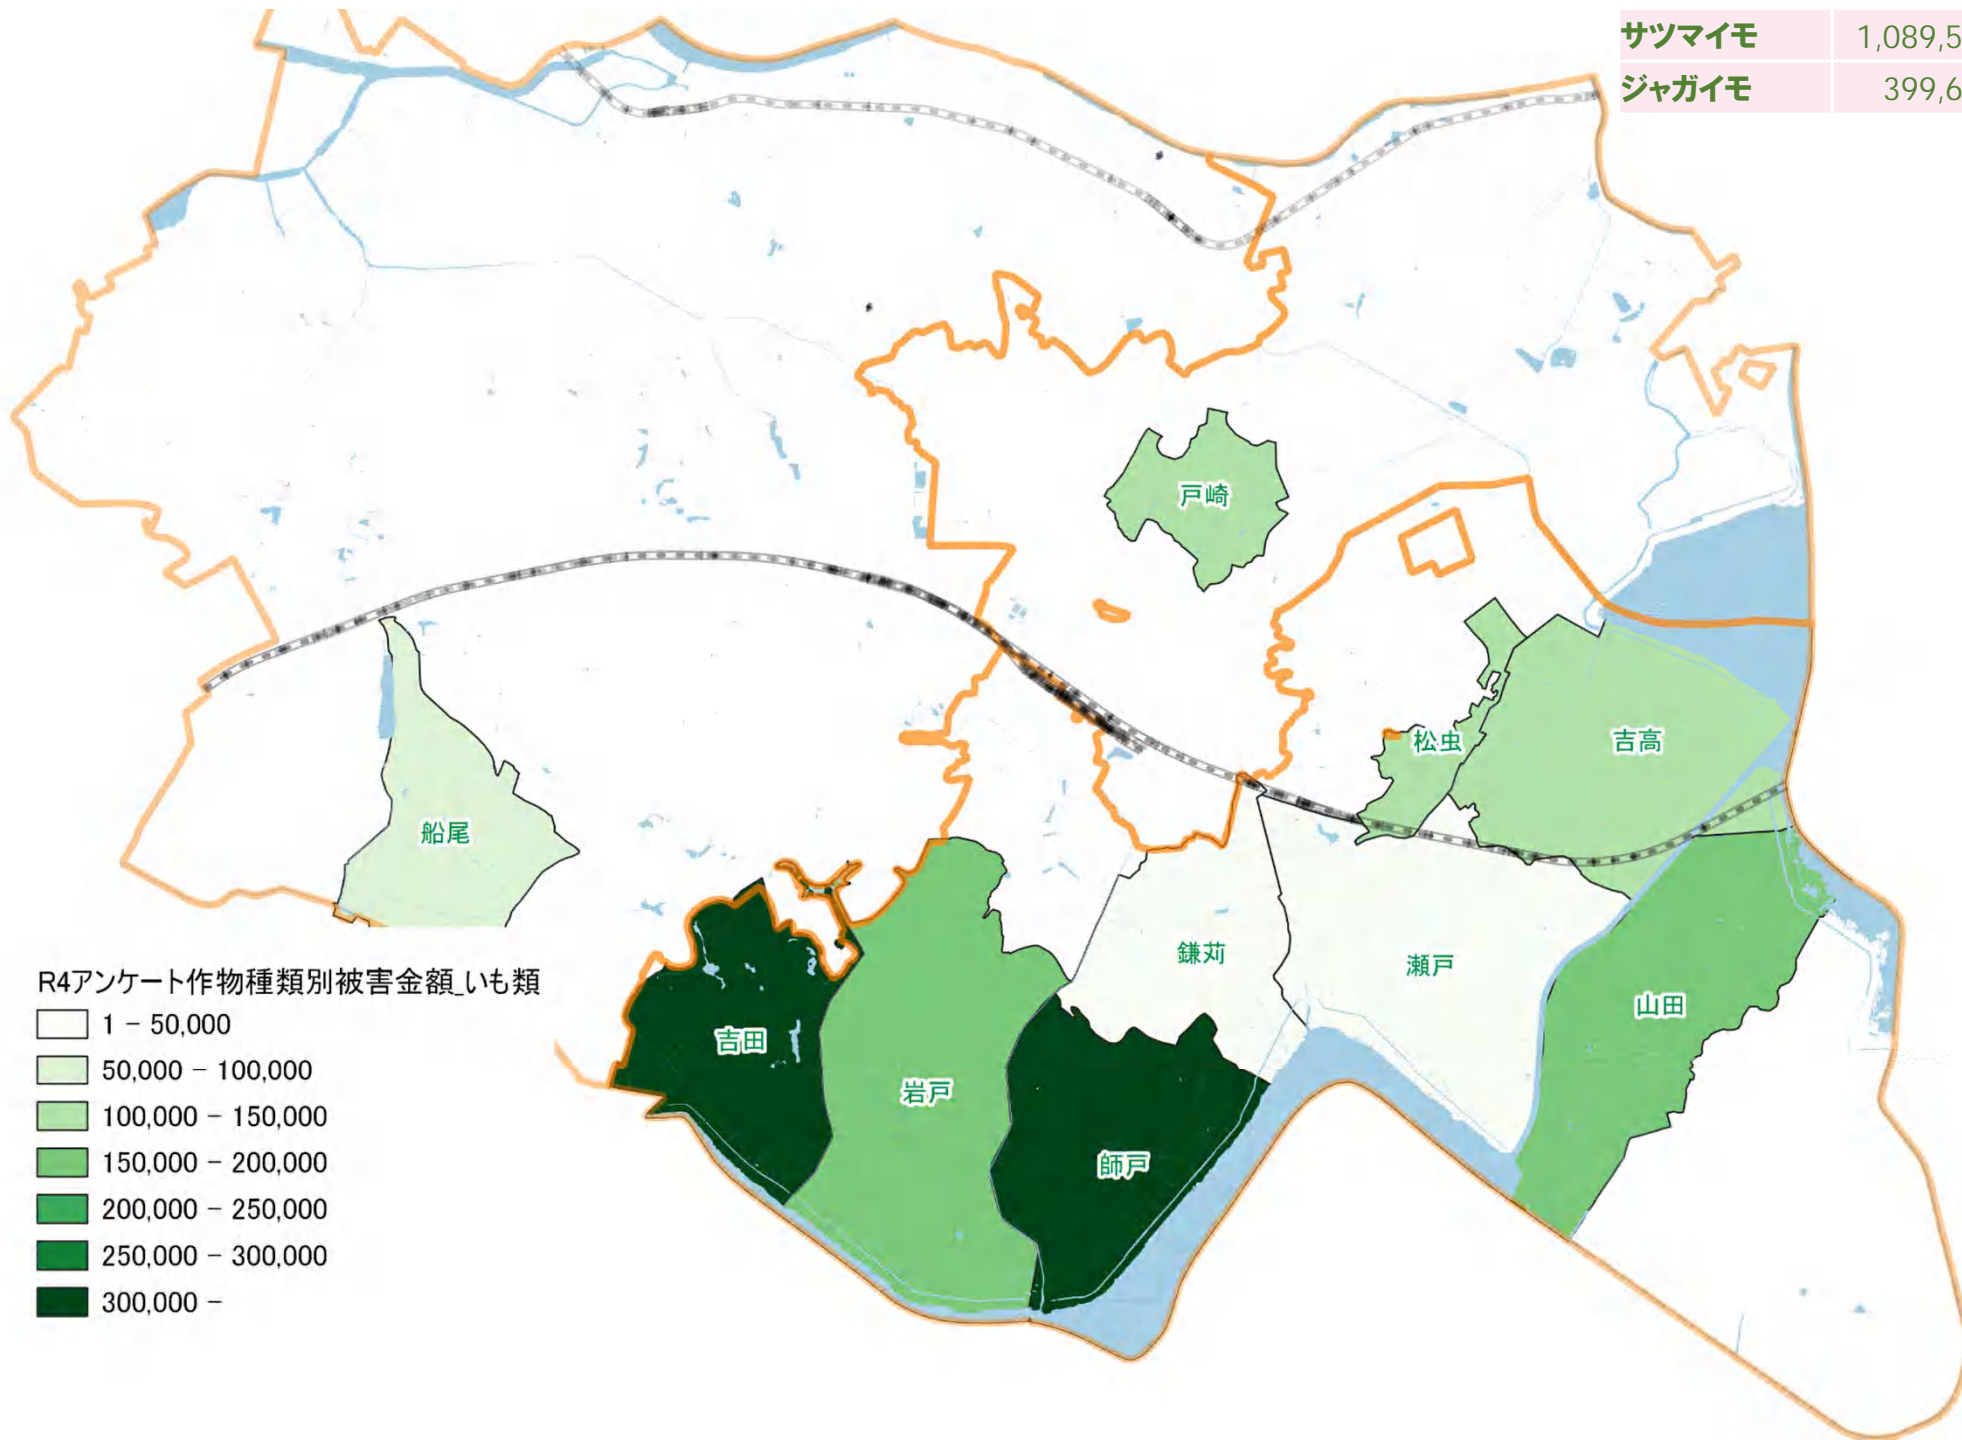 サツマイモ 1,089,5
ジャガイモ 399,6
戸崎
松虫
吉高
船尾
鎌苅
瀬戸
山田
吉田
岩戸
師戸
R4アンケート作物種類別被害金額_いも類
1 - 50,000
50,000 - 100,000
100,000 - 150,000
150,000 - 200,000
200,000 - 250,000
250,000 - 300,000
300,000 -